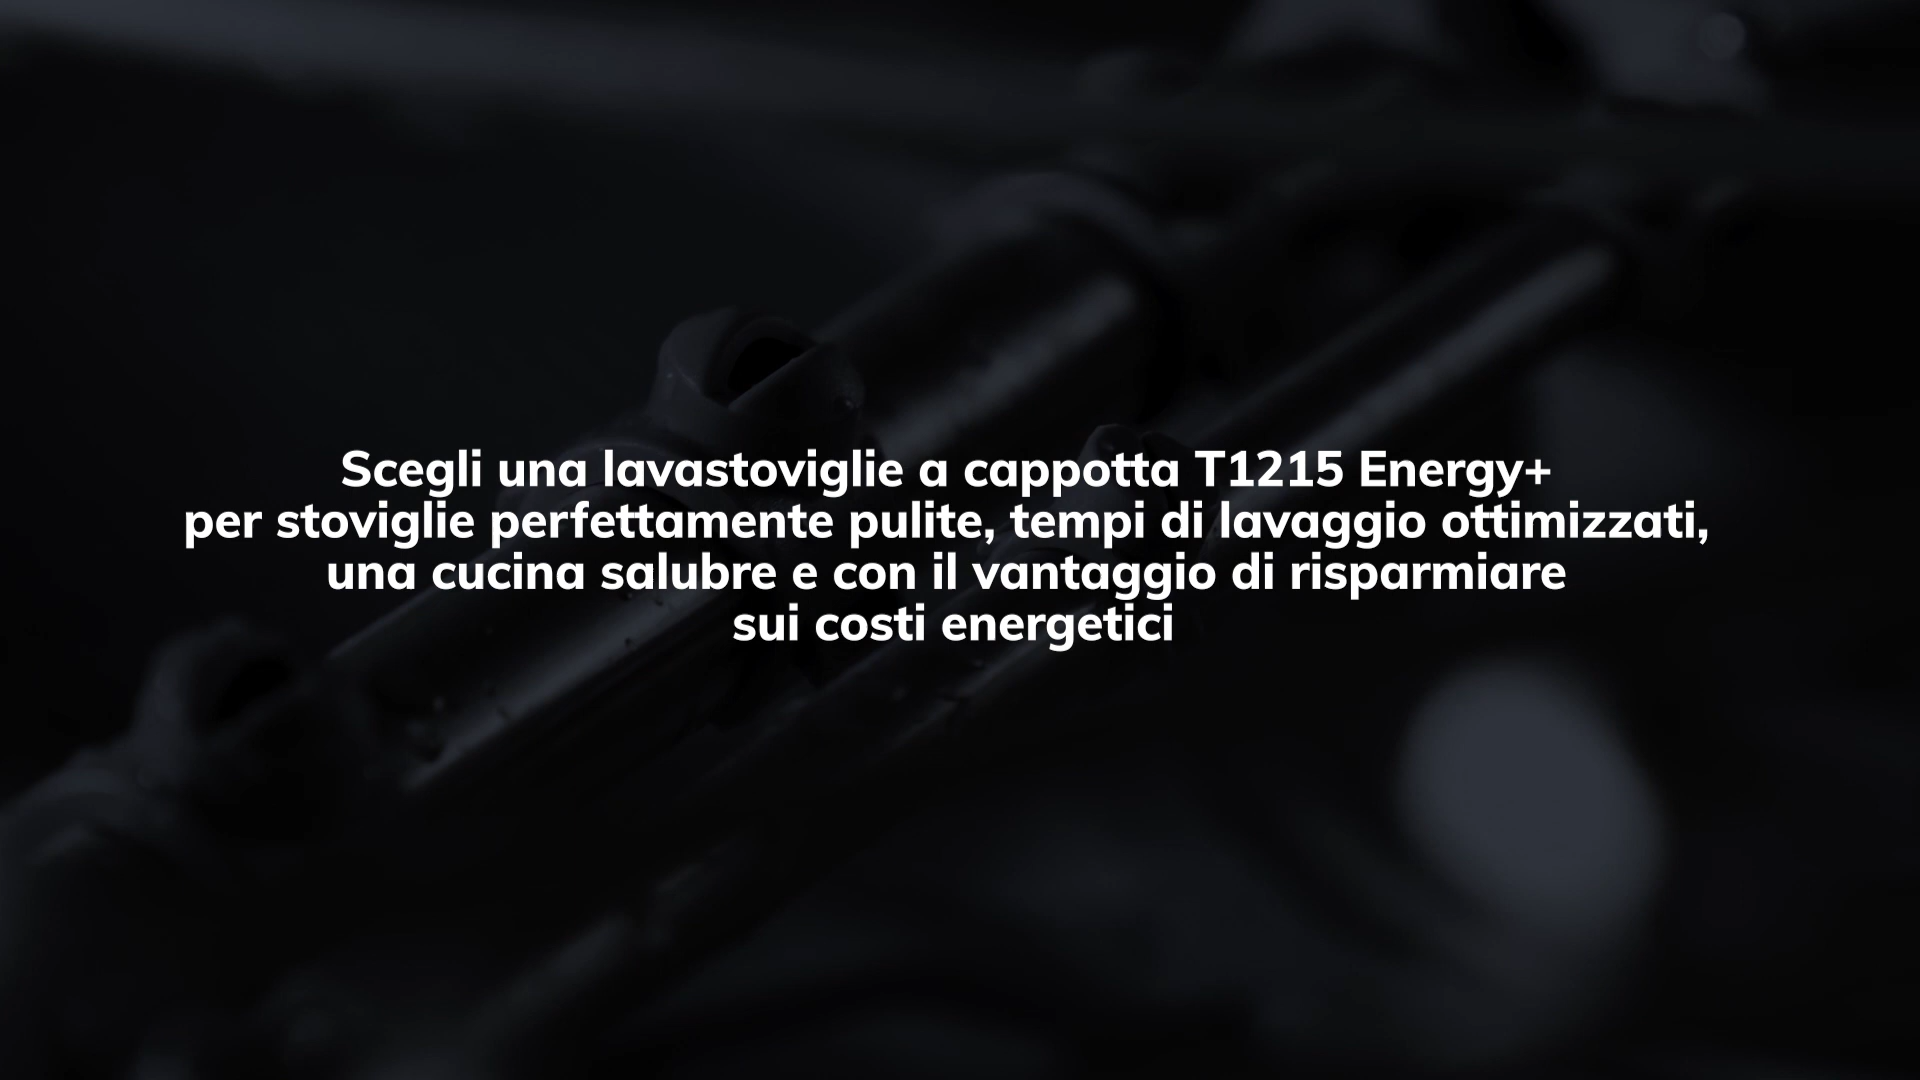 Scegli una lavastoviglie a cappotta T1215 Energy+
per stoviglie perfettamente pulite, tempi di lavaggio ottimizzati,
una cucina salubre e con il vantaggio di risparmiare
sui costi energetici